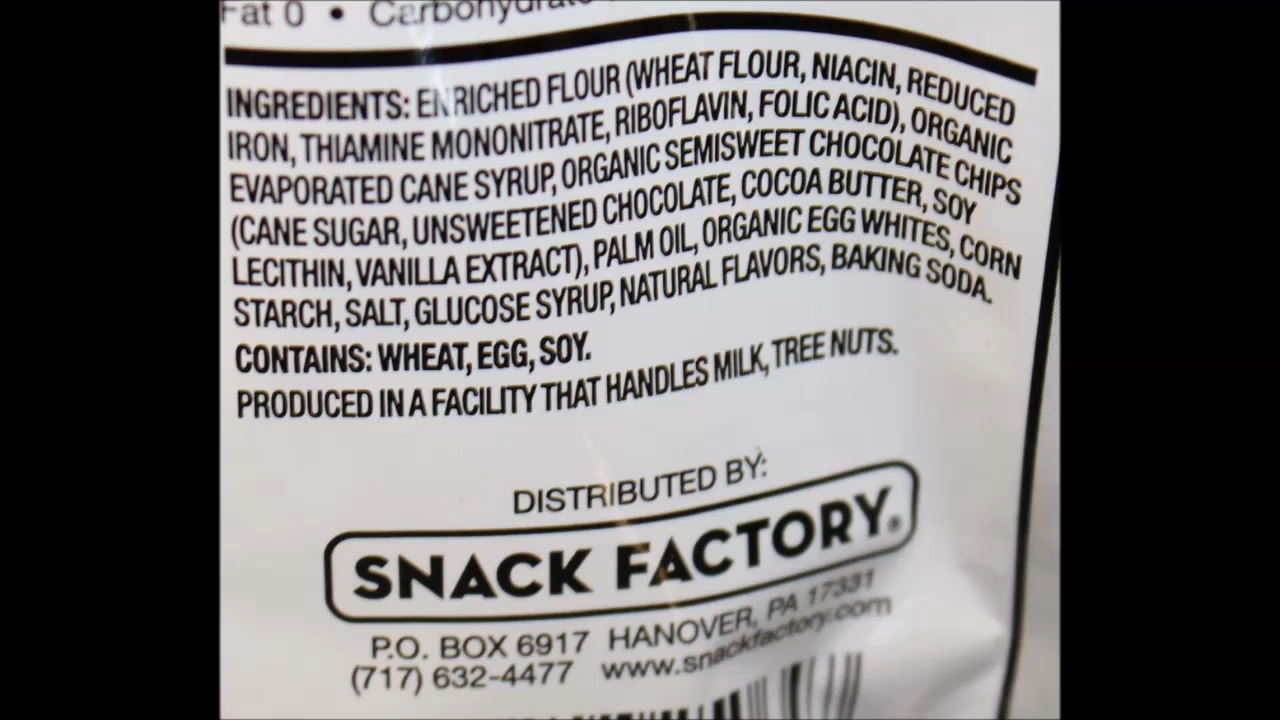 Fat 0 • Carbohydrate
INGREDIENTS: ENRICHED FLOUR (WHEAT FLOUR, NIACIN, REDUCED
IRON, THIAMINE MONONITRATE, RIBOFLAVIN, FOLIC ACID), ORGANIC
EVAPORATED CANE SYRUP, ORGANIC SEMISWEET CHOCOLATE CHIPS
(CANE SUGAR, UNSWEETENED CHOCOLATE, COCOA BUTTER, SOY
LECITHIN, VANILLA EXTRACT), PALM OIL, ORGANIC EGG WHITES, CORN
STARCH, SALT, GLUCOSE SYRUP, NATURAL FLAVORS, BAKING SODA.
CONTAINS: WHEAT, EGG, SOY.
PRODUCED IN A FACILITY THAT HANDLES MILK, TREE NUTS.
DISTRIBUTED BY:
SNACK FACTORY®
P.O. BOX 6917 HANOVER, PA 17331
(717) 632-4477 www.snackfactory.com